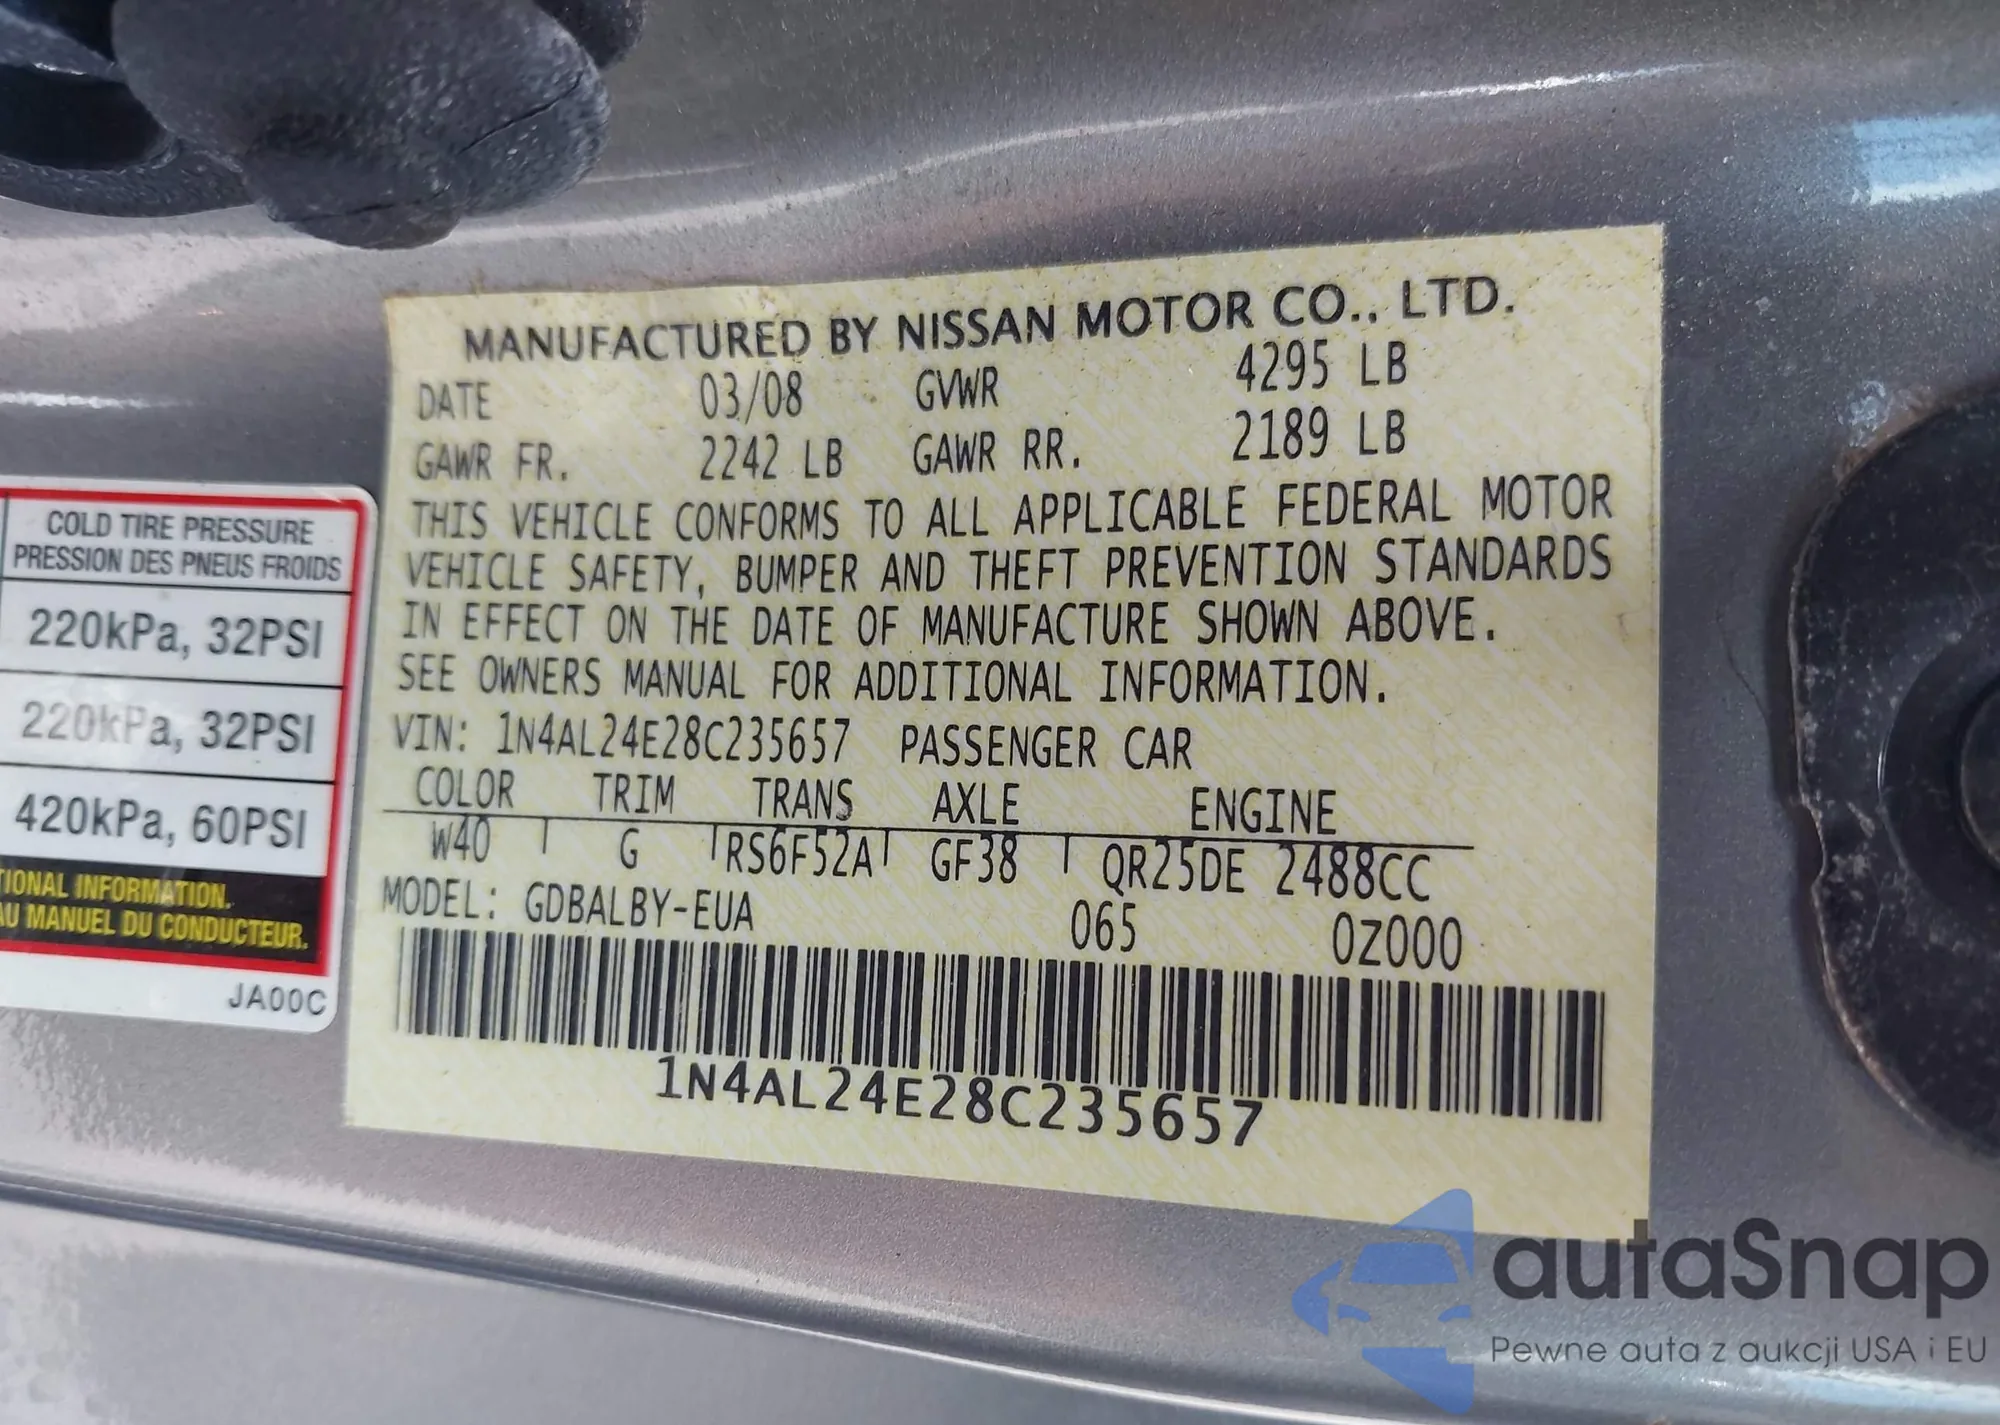 MANUFACTURED BY NISSAN MOTOR CO., LTD.
DATE 03/08 GVWR 4295 LB
GAWR FR. 2242 LB GAWR RR. 2189 LB
THIS VEHICLE CONFORMS TO ALL APPLICABLE FEDERAL MOTOR
VEHICLE SAFETY, BUMPER AND THEFT PREVENTION STANDARDS
IN EFFECT ON THE DATE OF MANUFACTURE SHOWN ABOVE.
SEE OWNERS MANUAL FOR ADDITIONAL INFORMATION.
VIN: 1N4AL24E28C235657 PASSENGER CAR
COLOR TRIM TRANS AXLE ENGINE
W40 G RS6F52A GF38 QR25DE 2488CC
MODEL: GDBALBY-EUA 065 0Z000
1N4AL24E28C235657
COLD TIRE PRESSURE
PRESSION DES PNEUS FROIDS
220kPa, 32PSI
220kPa, 32PSI
420kPa, 60PSI
INFORMATION.
MANUEL DU CONDUCTEUR.
JA00C
autaSnap
Pewne auta z aukcji USA i EU